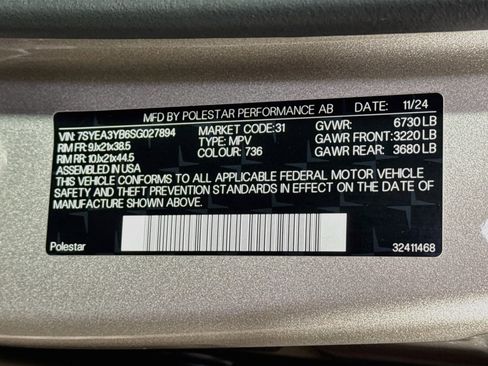 MFD BY POLESTAR PERFORMANCE AB DATE: 11/24
VIN: 7SYEA3YB6SG027894 MARKET CODE:31 GVWR: 6730 LB
RIM FR: 9Jx21x38.5 TYPE: MPV GAWR FRONT:3220 LB
RIM RR: 10Jx21x44.5 COLOUR: 736 GAWR REAR: 3680 LB
ASSEMBLED IN USA
THIS VEHICLE CONFORMS TO ALL APPLICABLE FEDERAL MOTOR VEHICLE
SAFETY AND THEFT PREVENTION STANDARDS IN EFFECT ON THE DATE OF
MANUFACTURE SHOWN ABOVE.
Polestar 32411468